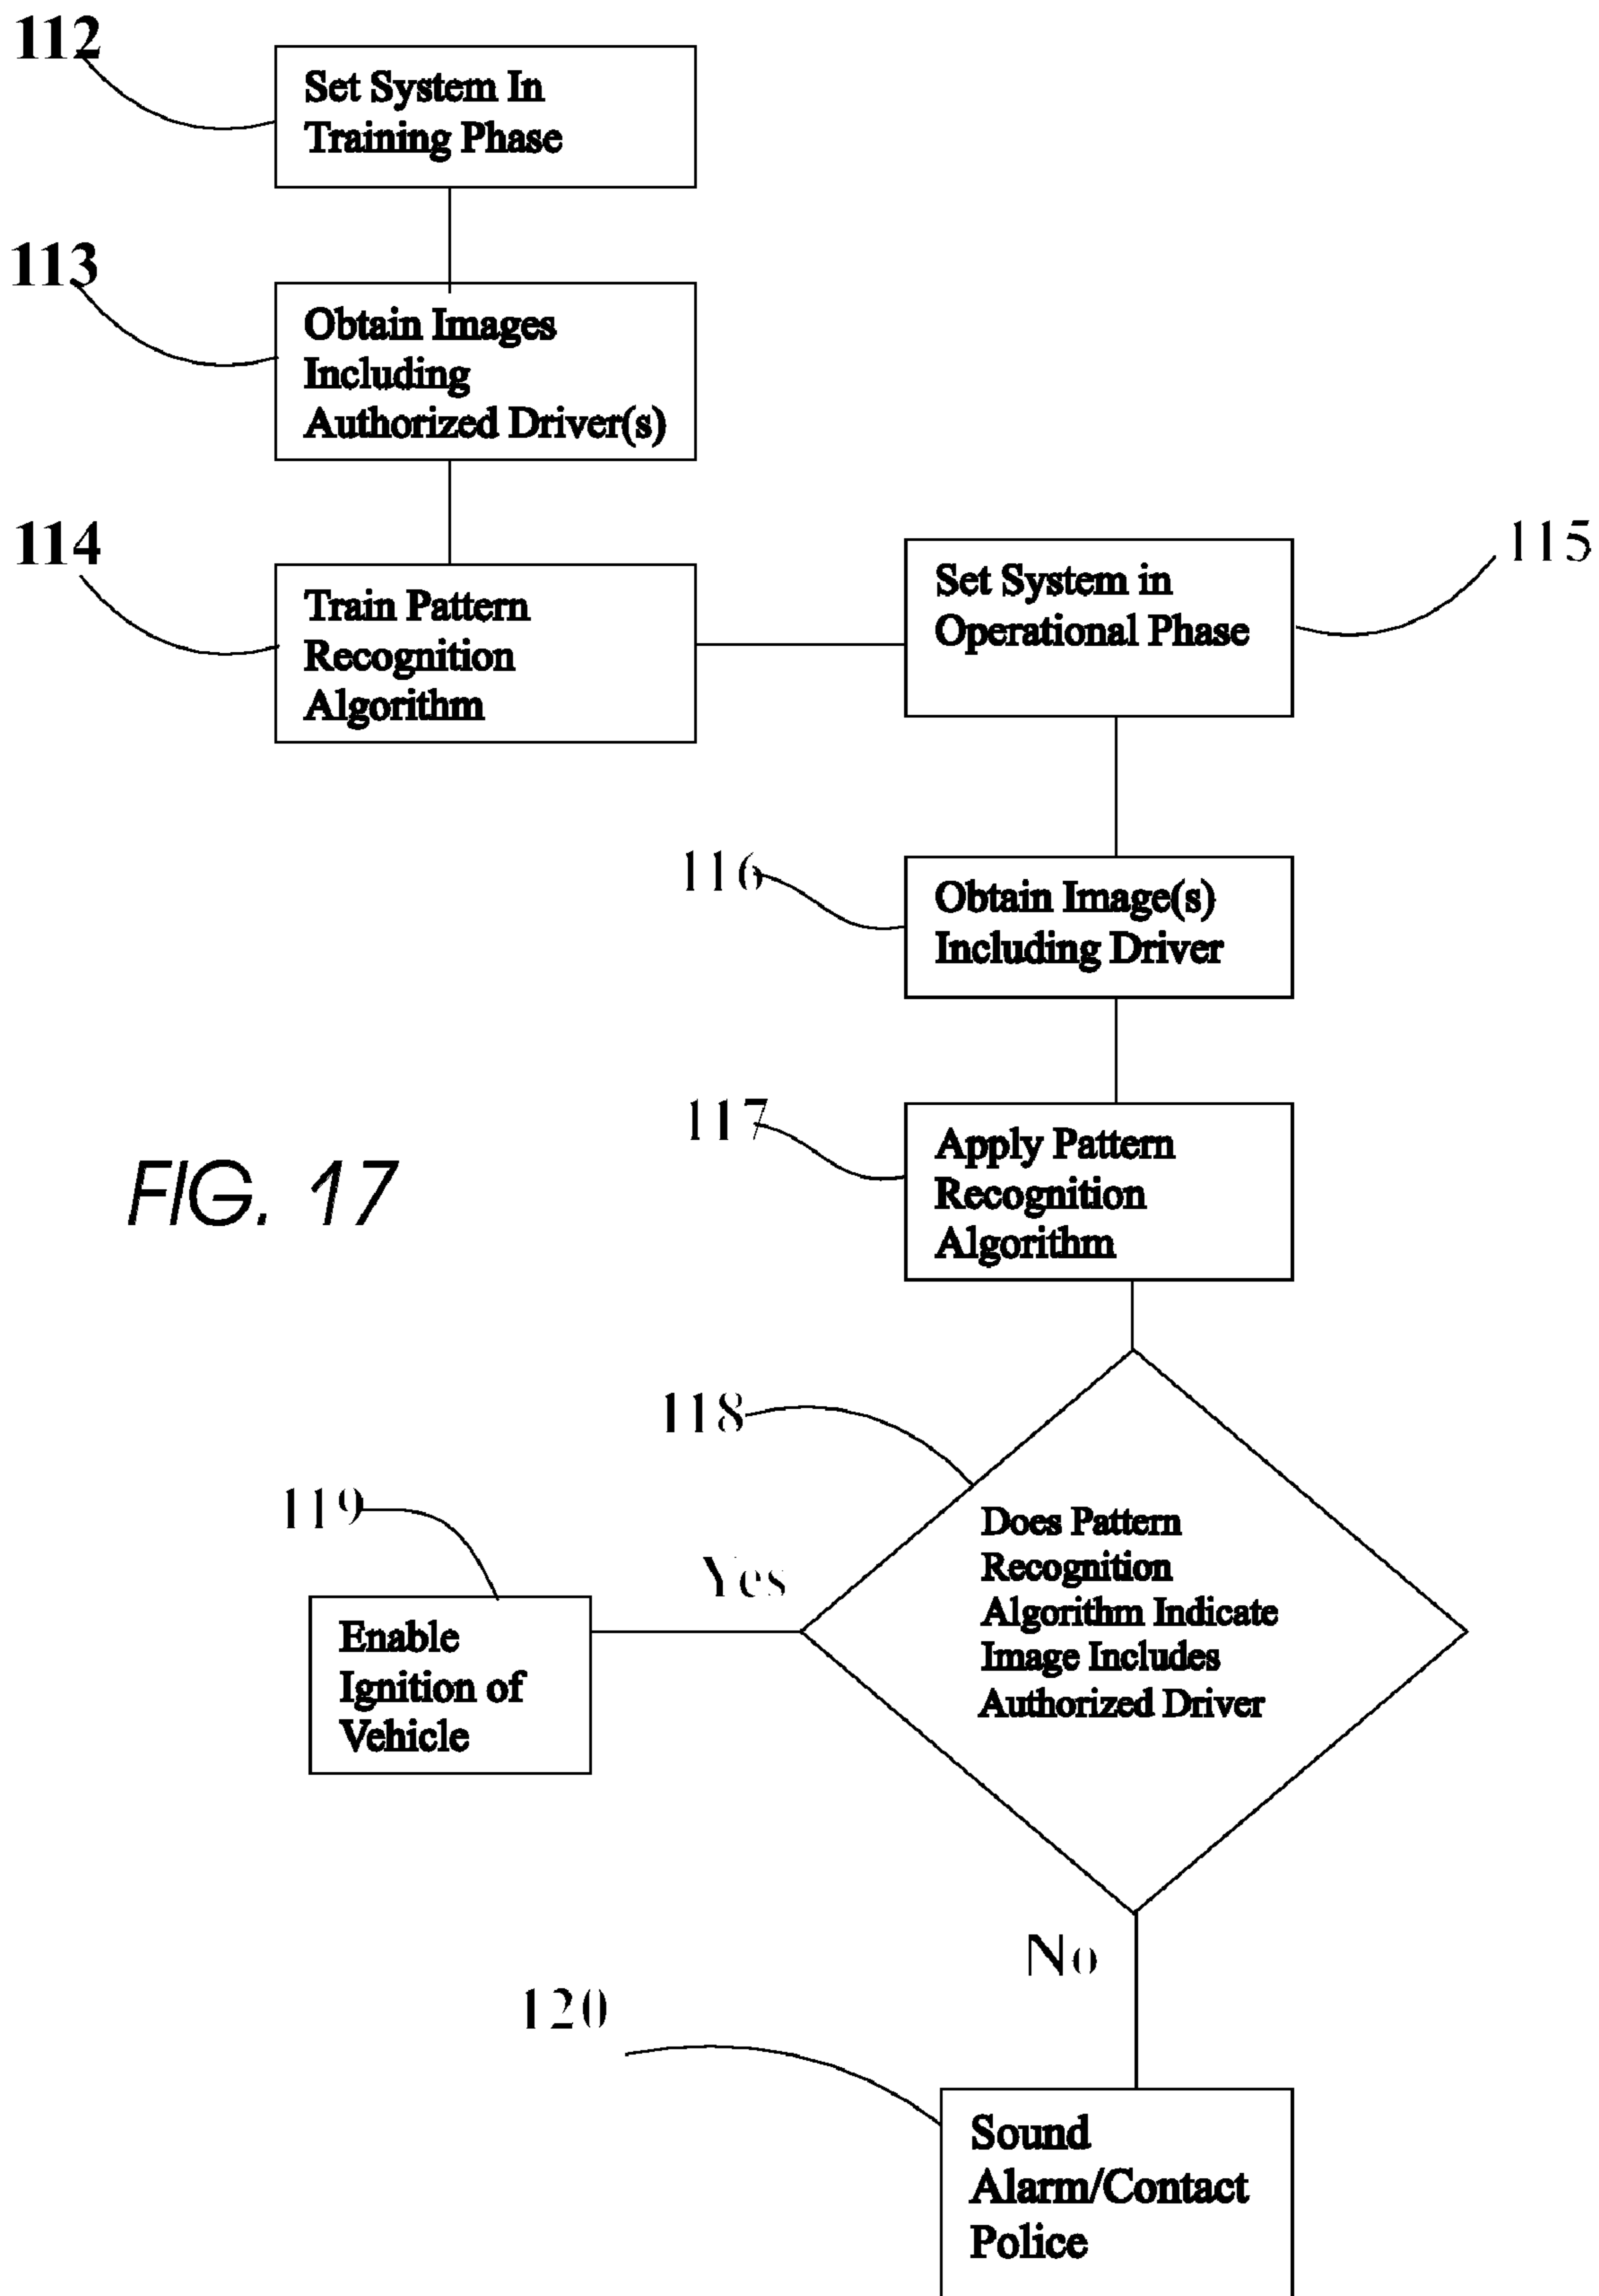 112
Set System In
Training Phase
113
Obtain Images
Including
Authorized Driver(s)
114
Train Pattern
Recognition
Algorithm
115
Set System in
Operational Phase
116
Obtain Image(s)
Including Driver
117
Apply Pattern
Recognition
Algorithm
FIG. 17
118
Does Pattern
Recognition
Algorithm Indicate
Image Includes
Authorized Driver
119
Yes
Enable
Ignition of
Vehicle
No
120
Sound
Alarm/Contact
Police